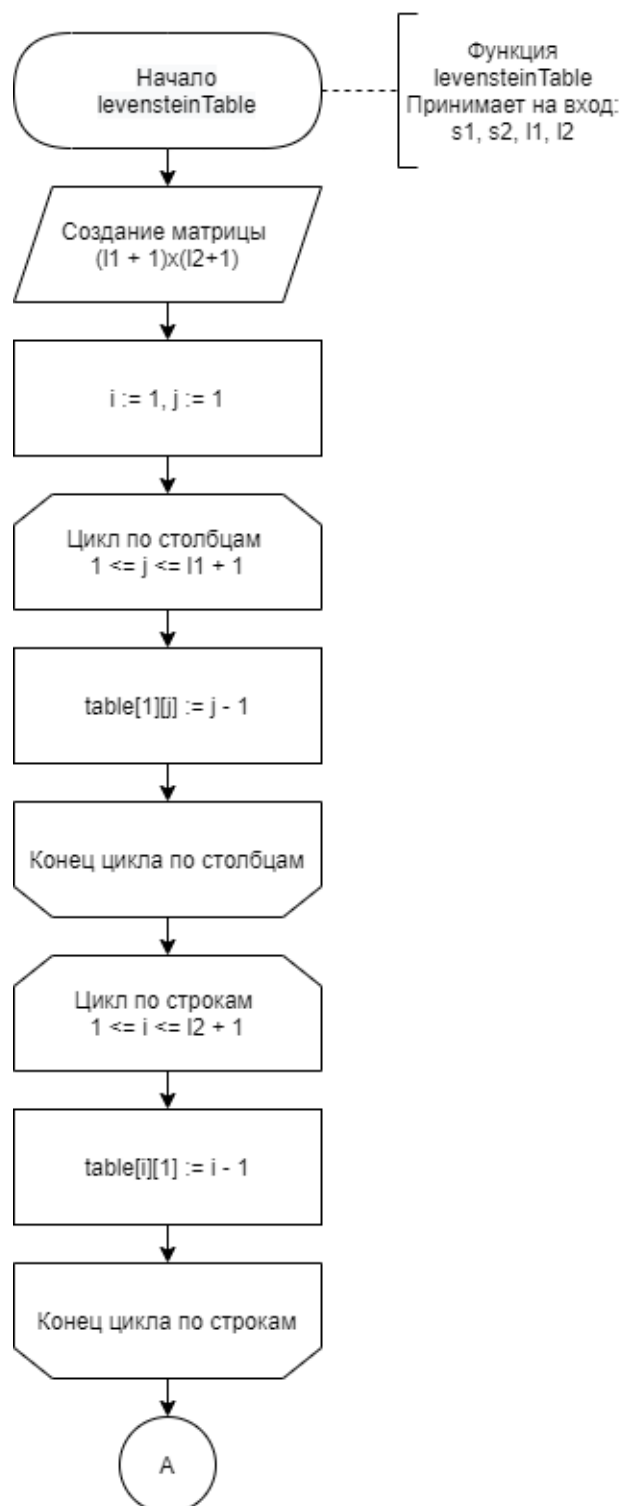 Начало
levensteinTable
Функция
levensteinTable
Принимает на вход:
s1, s2, l1, l2
Создание матрицы
(l1 + 1)x(l2+1)
i := 1, j := 1
Цикл по столбцам
1 <= j <= l1 + 1
table[1][j] := j - 1
Конец цикла по столбцам
Цикл по строкам
1 <= i <= l2 + 1
table[i][1] := i - 1
Конец цикла по строкам
A